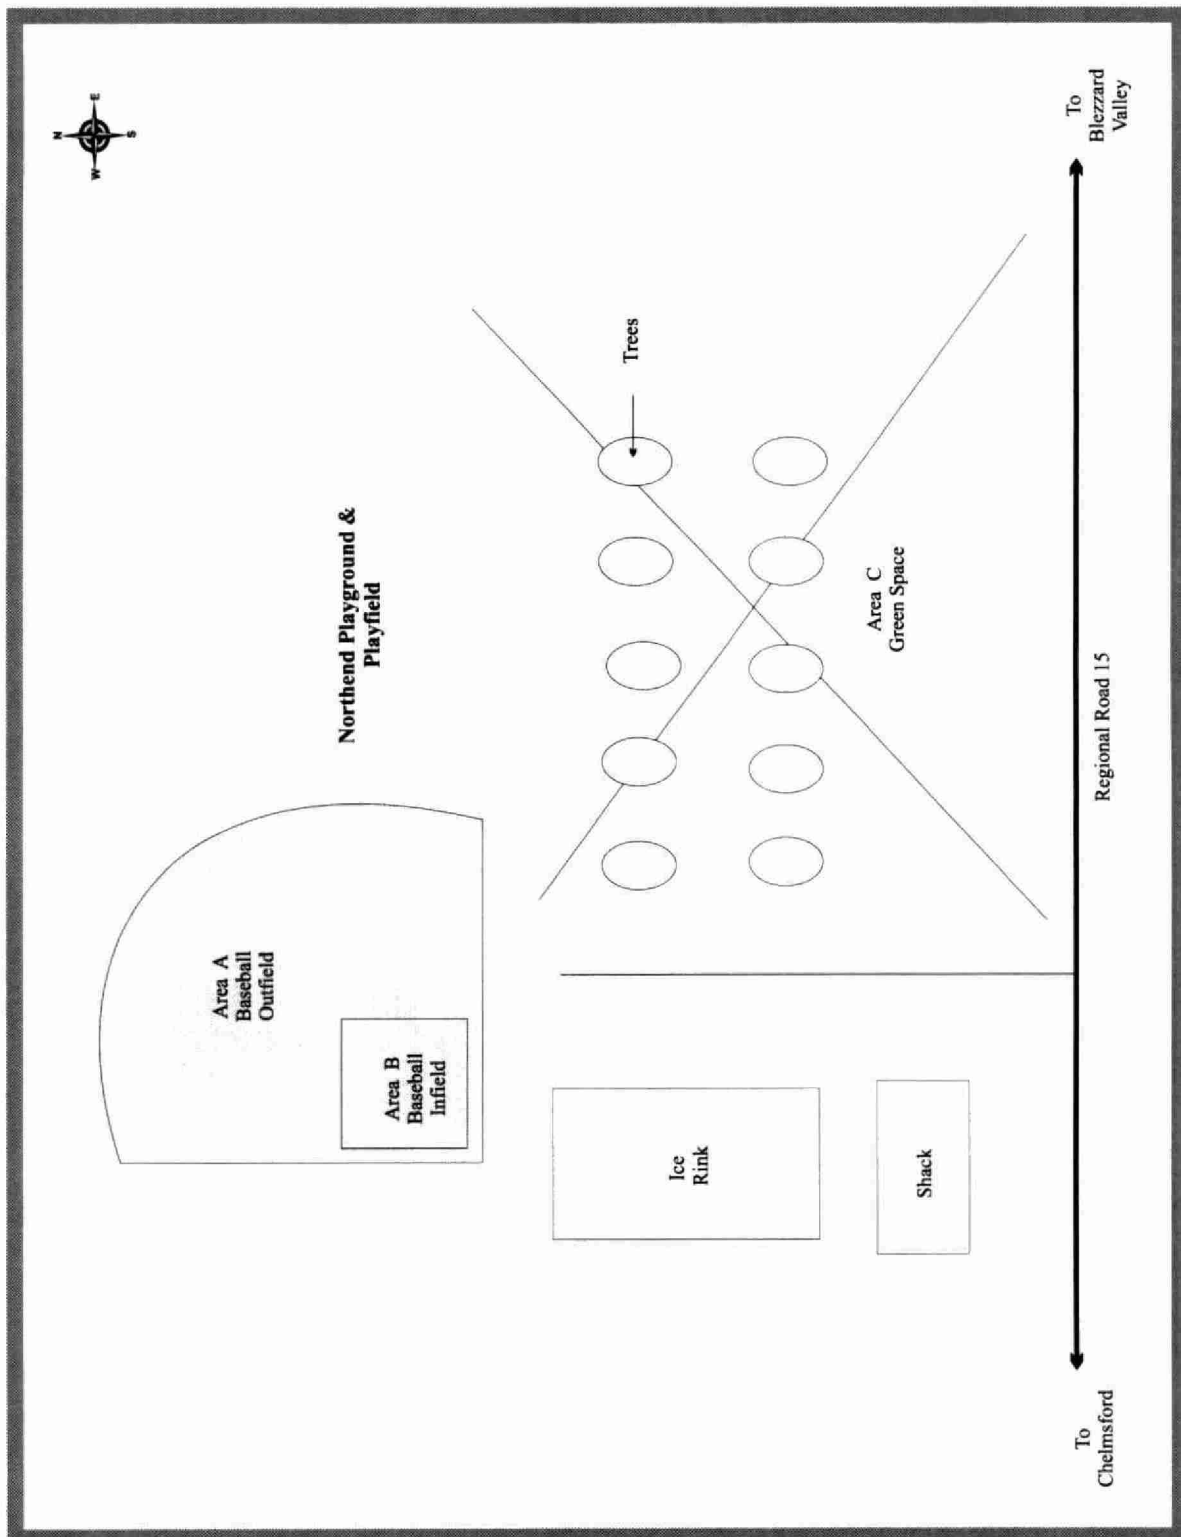 N
W
E
S
Northend Playground &
Playfield
Area A
Baseball
Outfield
Area B
Baseball
Infield
Trees
Ice
Rink
Area C
Green Space
Shack
Regional Road 15
To
Chelmsford
To
Blezzard
Valley